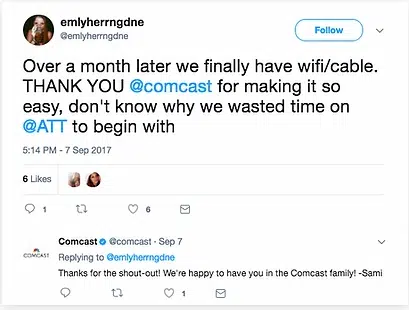 emlyherrngdne
@emlyherrngdne
Follow
Over a month later we finally have wifi/cable.
THANK YOU @comcast for making it so
easy, don't know why we wasted time on
@ATT to begin with
5:14 PM - 7 Sep 2017
6 Likes
1
6
COMCAST
Comcast @comcast · Sep 7
Replying to @emlyherrngdne
Thanks for the shout-out! We're happy to have you in the Comcast family! -Sami
1